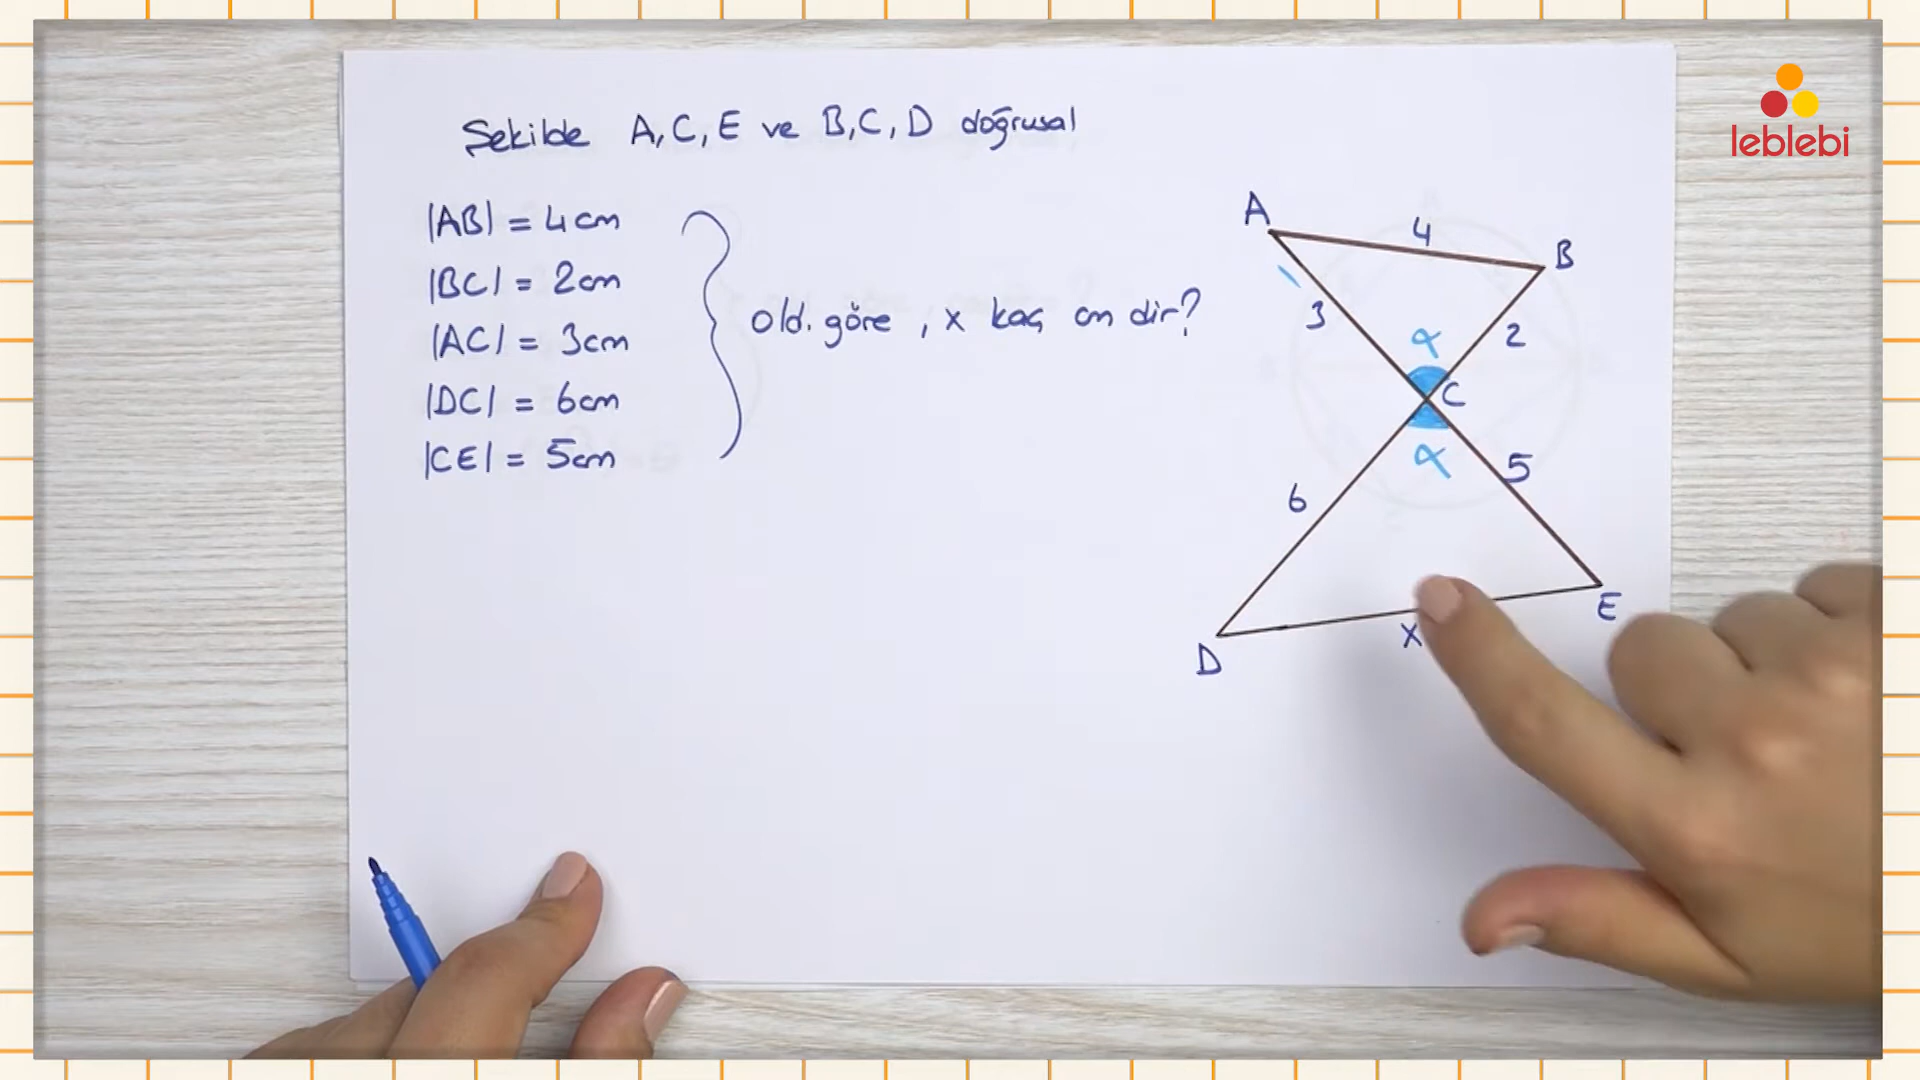 Şekilde A, C, E ve B, C, D doğrusal
|AB| = 4cm
|BC| = 2cm
|AC| = 3cm
|DC| = 6cm
|CE| = 5cm
old. göre, x kaç cm dir?
leblebi
A
4
B
3
α
2
C
α
5
6
E
x
D